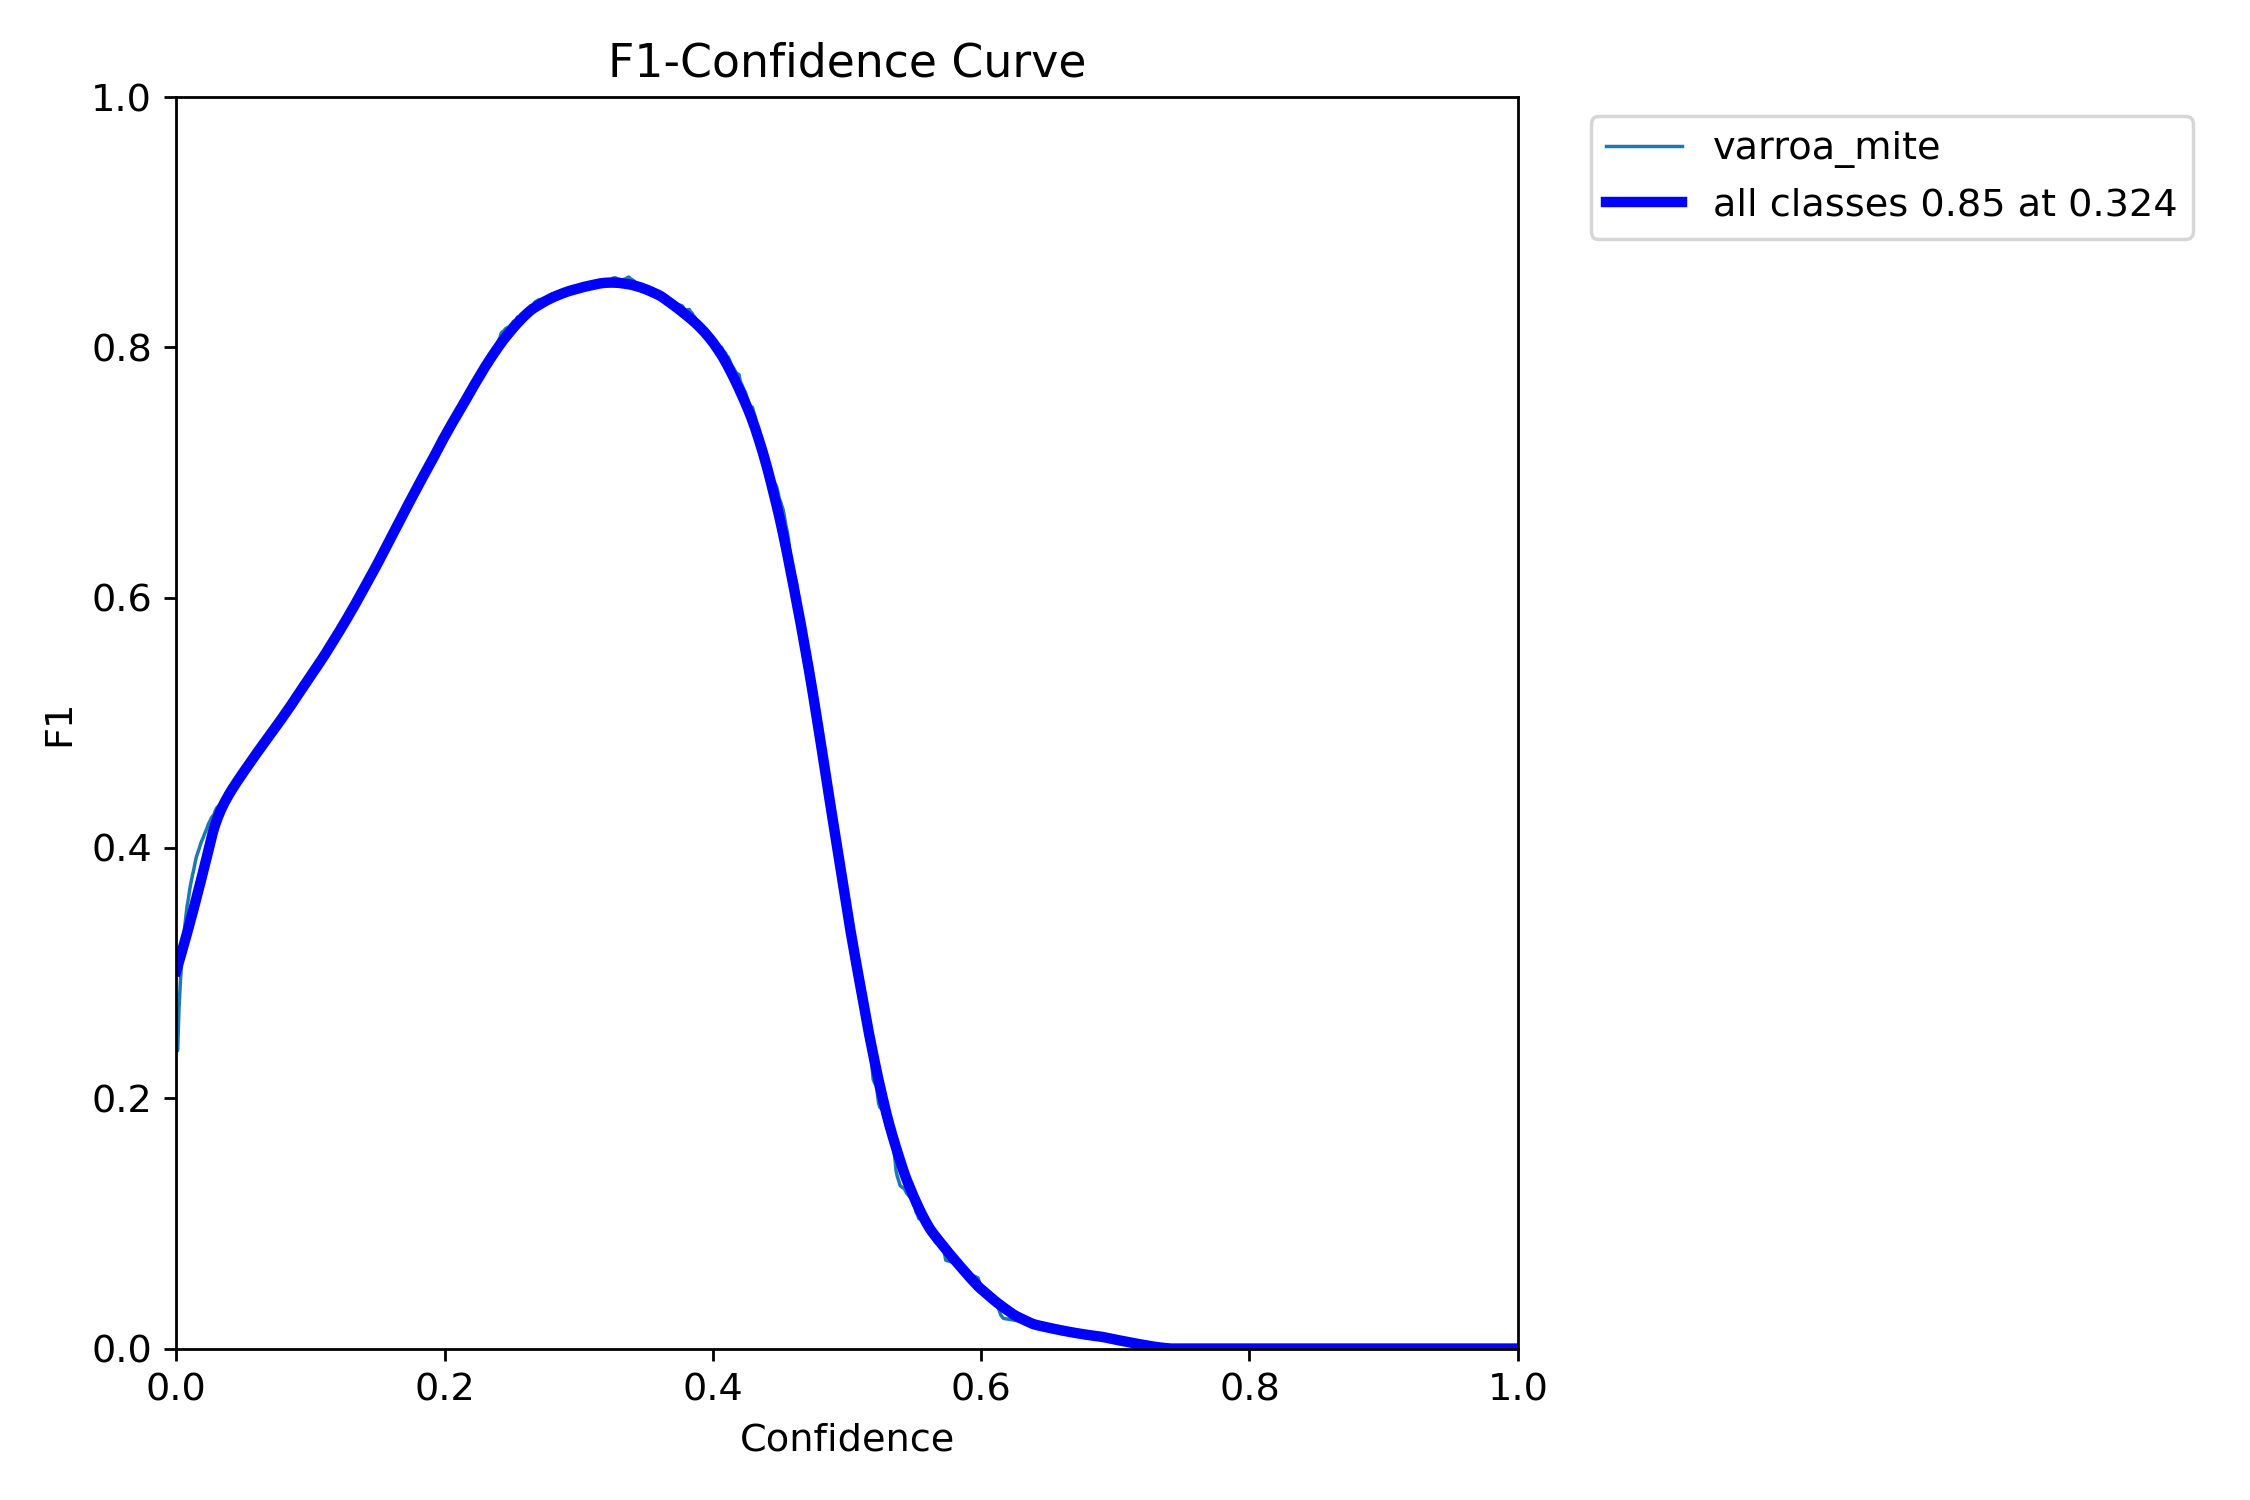 F1-Confidence Curve
1.0
0.8
0.6
0.4
0.2
0.0
F1
0.0 0.2 0.4 0.6 0.8 1.0
Confidence
varroa_mite
all classes 0.85 at 0.324